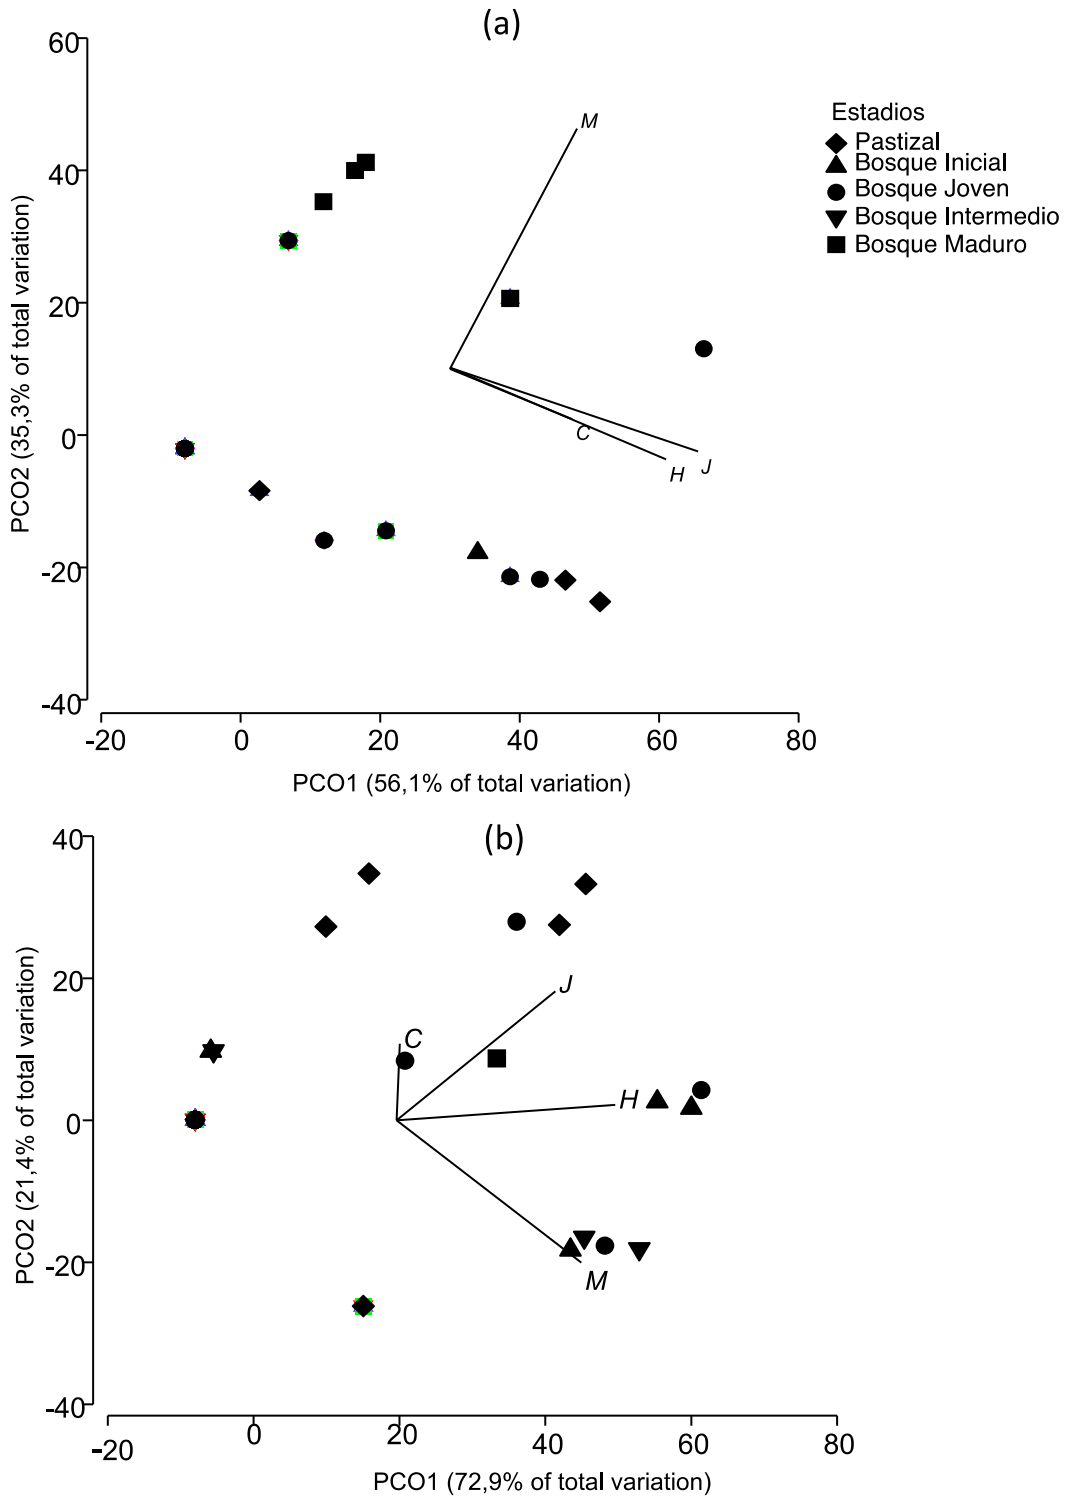 (a)
60
40
20
0
-20
-40
-20
0
20
40
60
80
PCO2 (35,3% of total variation)
PCO1 (56,1% of total variation)
M
C
H
J
Estadios
Pastizal
Bosque Inicial
Bosque Joven
Bosque Intermedio
Bosque Maduro
(b)
40
20
0
-20
-40
-20
0
20
40
60
80
PCO2 (21,4% of total variation)
PCO1 (72,9% of total variation)
J
C
H
M